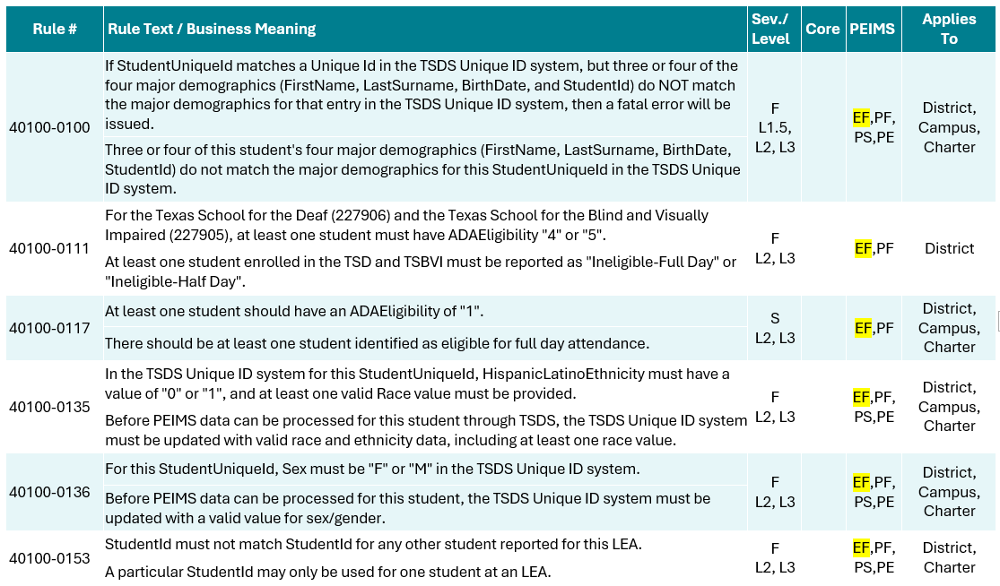 Rule #
Rule Text / Business Meaning
Sev./
Level
Core
PEIMS
Applies
To
40100-0100
If StudentUniqueId matches a Unique Id in the TSDS Unique ID system, but three or four of the
four major demographics (FirstName, LastSurname, BirthDate, and StudentId) do NOT match
the major demographics for that entry in the TSDS Unique ID system, then a fatal error will be
issued.
Three or four of this student's four major demographics (FirstName, LastSurname, BirthDate,
StudentId) do not match the major demographics for this StudentUniqueId in the TSDS Unique
ID system.
F
L1.5,
L2, L3
EF,PF,
PS,PE
District,
Campus,
Charter
40100-0111
For the Texas School for the Deaf (227906) and the Texas School for the Blind and Visually
Impaired (227905), at least one student must have ADAEligibility "4" or "5".
At least one student enrolled in the TSD and TSBVI must be reported as "Ineligible-Full Day" or
"Ineligible-Half Day".
F
L2, L3
EF,PF
District
40100-0117
At least one student should have an ADAEligibility of "1".
There should be at least one student identified as eligible for full day attendance.
S
L2, L3
EF,PF
District,
Campus,
Charter
40100-0135
In the TSDS Unique ID system for this StudentUniqueId, HispanicLatinoEthnicity must have a
value of "0" or "1", and at least one valid Race value must be provided.
Before PEIMS data can be processed for this student through TSDS, the TSDS Unique ID system
must be updated with valid race and ethnicity data, including at least one race value.
F
L2, L3
EF,PF,
PS,PE
District,
Campus,
Charter
40100-0136
For this StudentUniqueId, Sex must be "F" or "M" in the TSDS Unique ID system.
Before PEIMS data can be processed for this student, the TSDS Unique ID system must be
updated with a valid value for sex/gender.
F
L2, L3
EF,PF,
PS,PE
District,
Campus,
Charter
40100-0153
StudentId must not match StudentId for any other student reported for this LEA.
A particular StudentId may only be used for one student at an LEA.
F
L2, L3
EF,PF,
PS,PE
District,
Charter